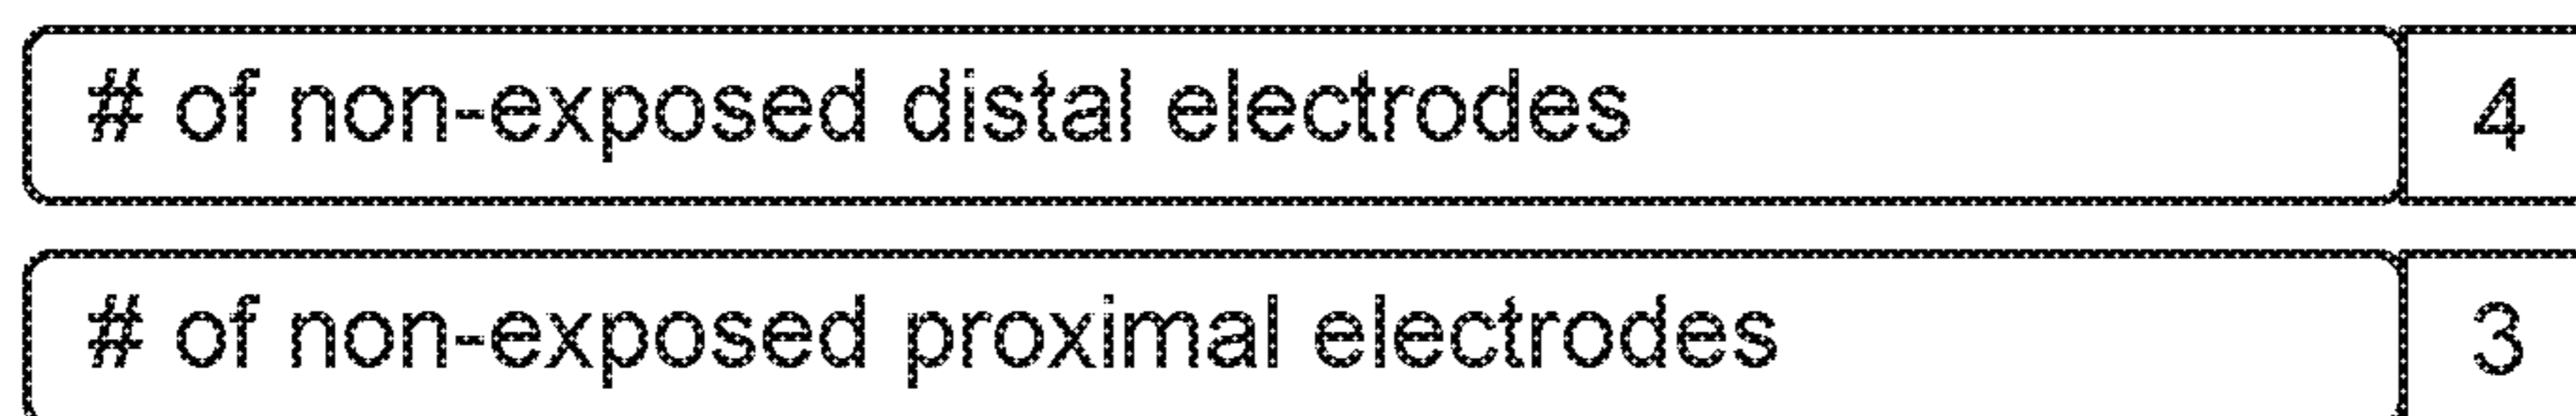 # of non-exposed distal electrodes 4
# of non-exposed proximal electrodes 3